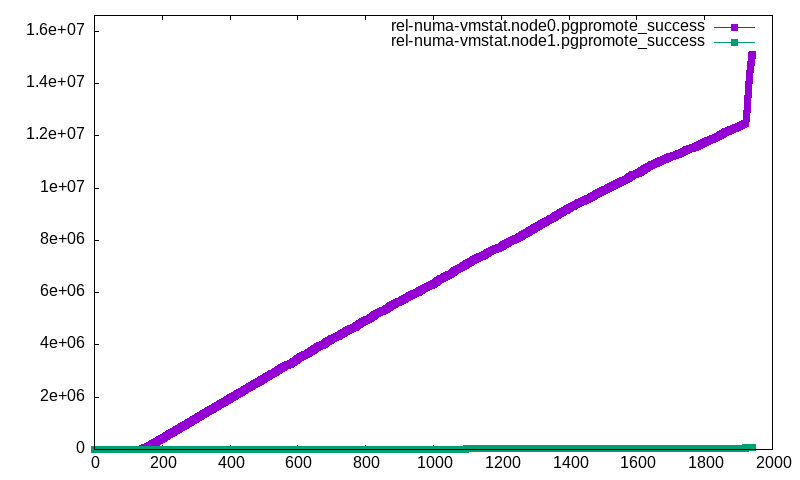 rel-numa-vmstat.node0.pgpromote_success
rel-numa-vmstat.node1.pgpromote_success
1.6e+07
1.4e+07
1.2e+07
1e+07
8e+06
6e+06
4e+06
2e+06
0
0 200 400 600 800 1000 1200 1400 1600 1800 2000